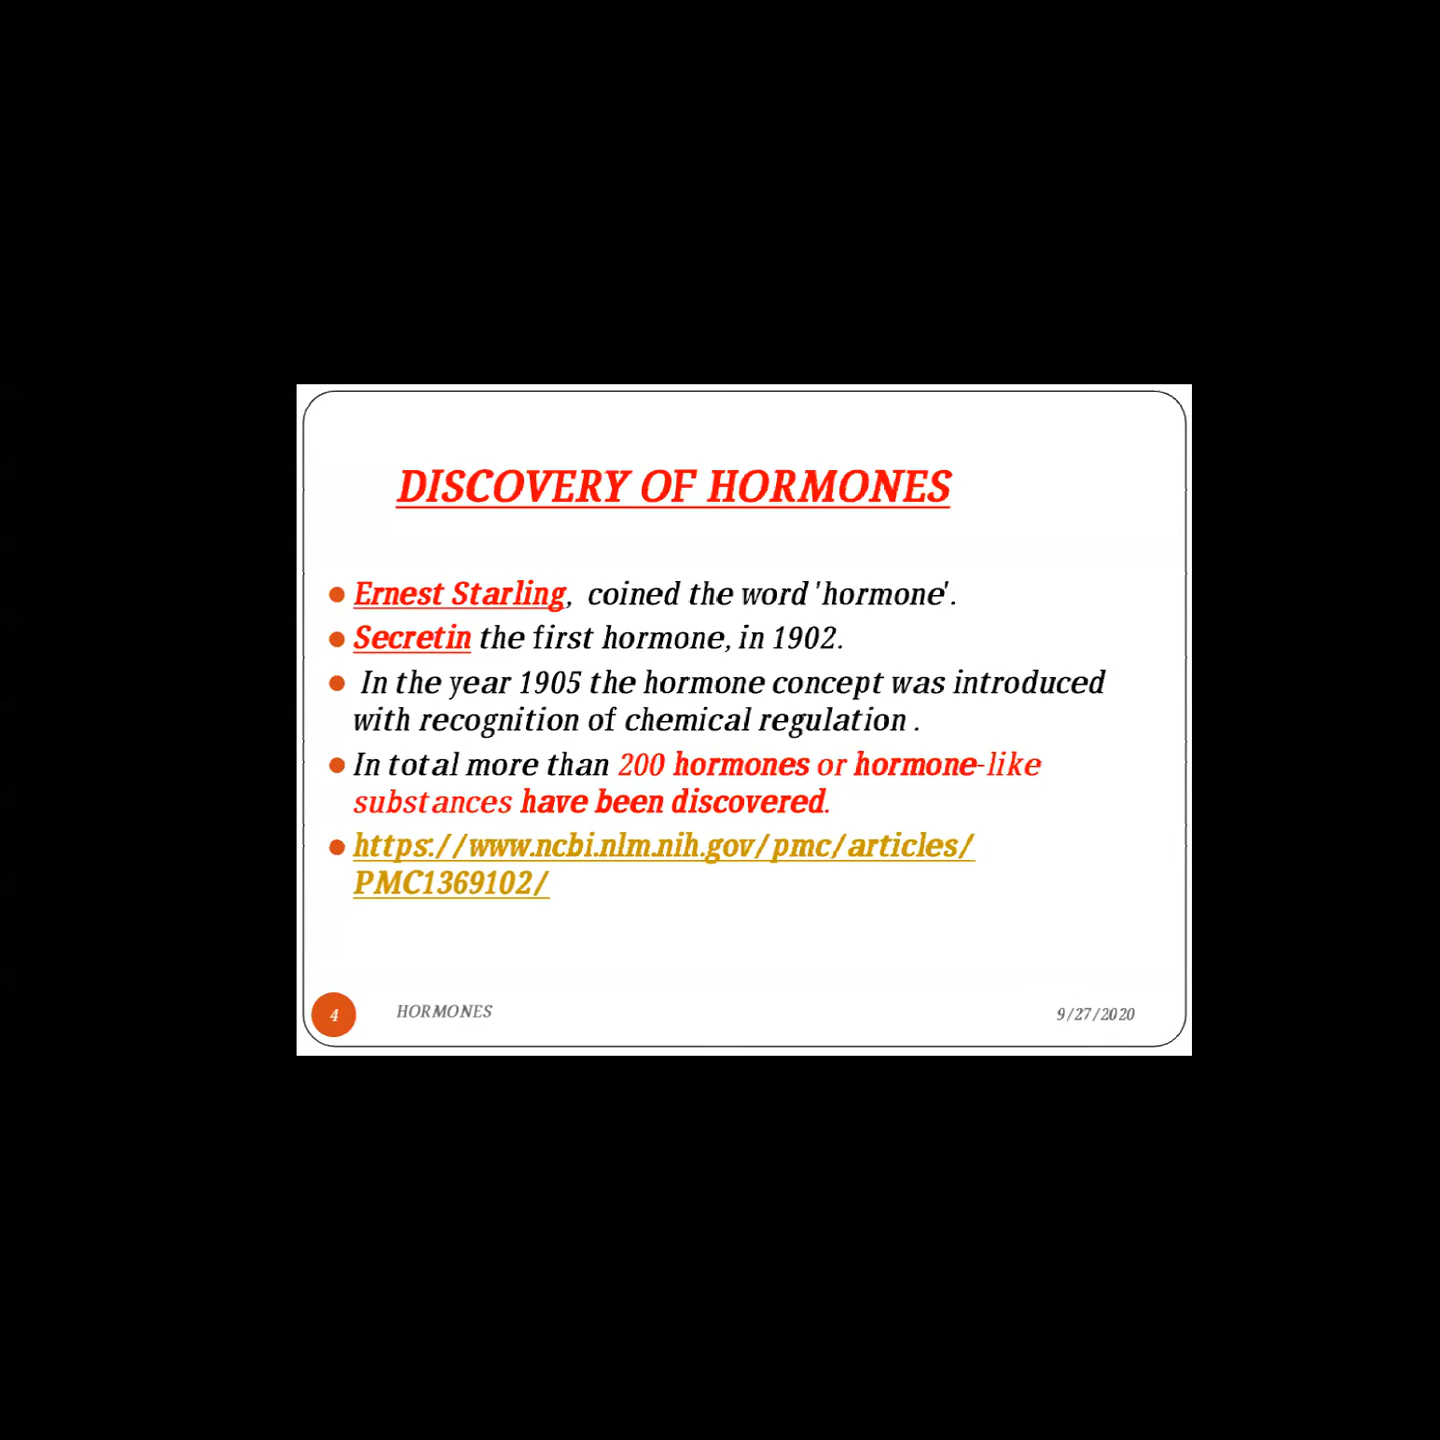 DISCOVERY OF HORMONES
Ernest Starling, coined the word 'hormone'.
Secretin the first hormone, in 1902.
In the year 1905 the hormone concept was introduced
with recognition of chemical regulation .
In total more than 200 hormones or hormone-like
substances have been discovered.
https://www.ncbi.nlm.nih.gov/pmc/articles/
PMC1369102/
4 HORMONES 9/27/2020